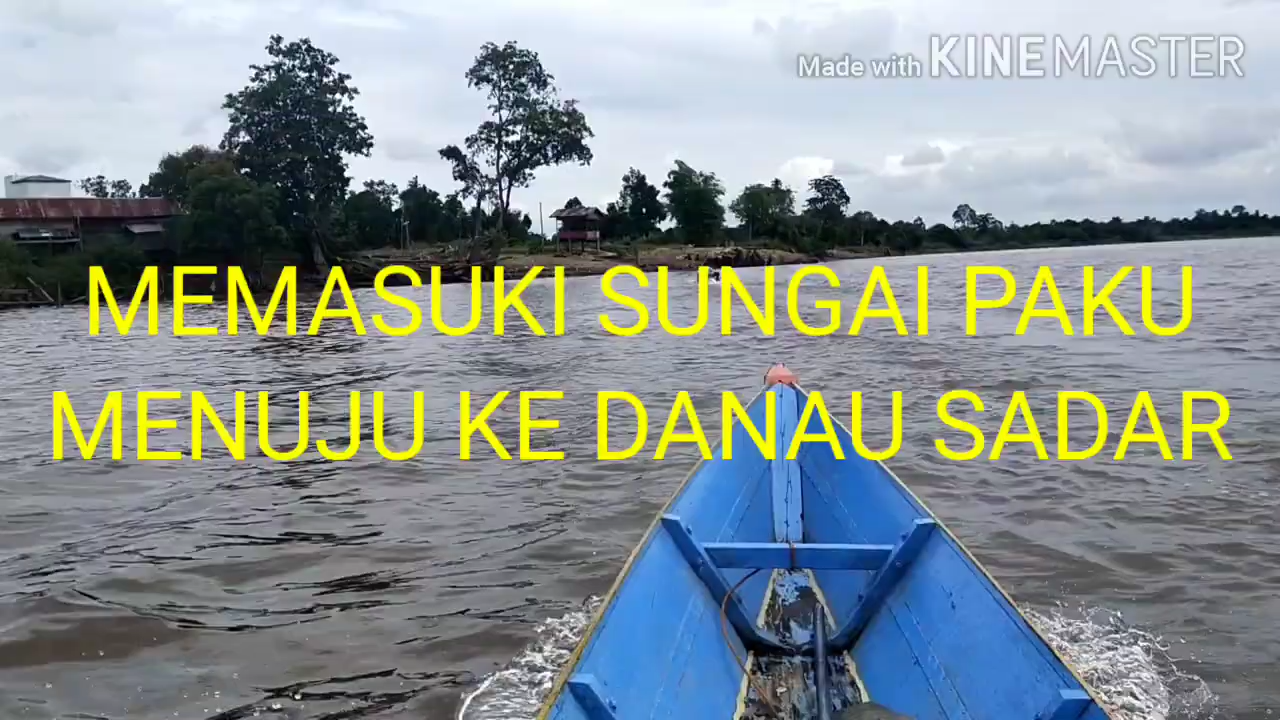 Made with KINEMASTER
MEMASUKI SUNGAI PAKU
MENUJU KE DANAU SADAR